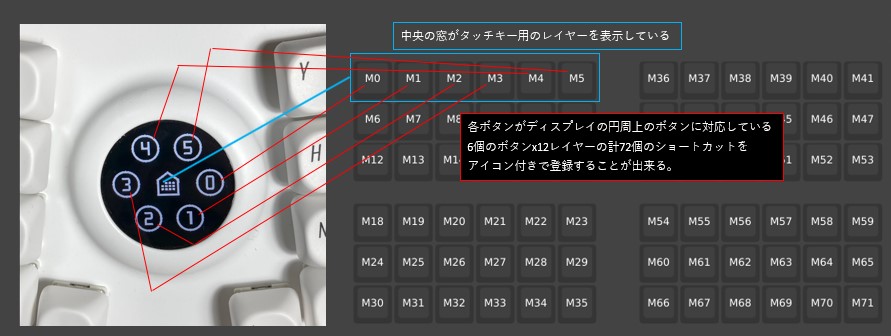 中央の窓がタッチキー用のレイヤーを表示している
M0 M1 M2 M3 M4 M5 M36 M37 M38 M39 M40 M41
M6 M7 M8 45 46 47
各ボタンがディスプレイの円周上のボタンに対応している
6個のボタンx12レイヤーの計72個のショートカットを
アイコン付きで登録することが出来る。
M12 M13 M14 51 M52 M53
M18 M19 M20 M21 M22 M23 M54 M55 M56 M57 M58 M59
M24 M25 M26 M27 M28 M29 M60 M61 M62 M63 M64 M65
M30 M31 M32 M33 M34 M35 M66 M67 M68 M69 M70 M71
Y
H
N
4 5
3 0
2 1